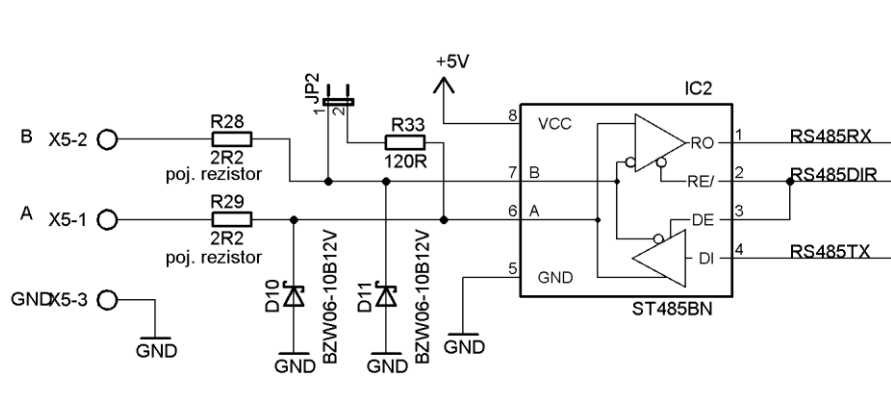 +5V
JP2
1
2
IC2
R28
R33
8
VCC
RO
1
RS485RX
B
X5-2
2R2
120R
poj. rezistor
7
B
RE/
2
RS485DIR
R29
A
X5-1
6
A
DE
3
2R2
poj. rezistor
DI
4
RS485TX
D10
BZW06-10B12V
D11
BZW06-10B12V
5
GND
GND
X5-3
ST485BN
GND
GND
GND
GND